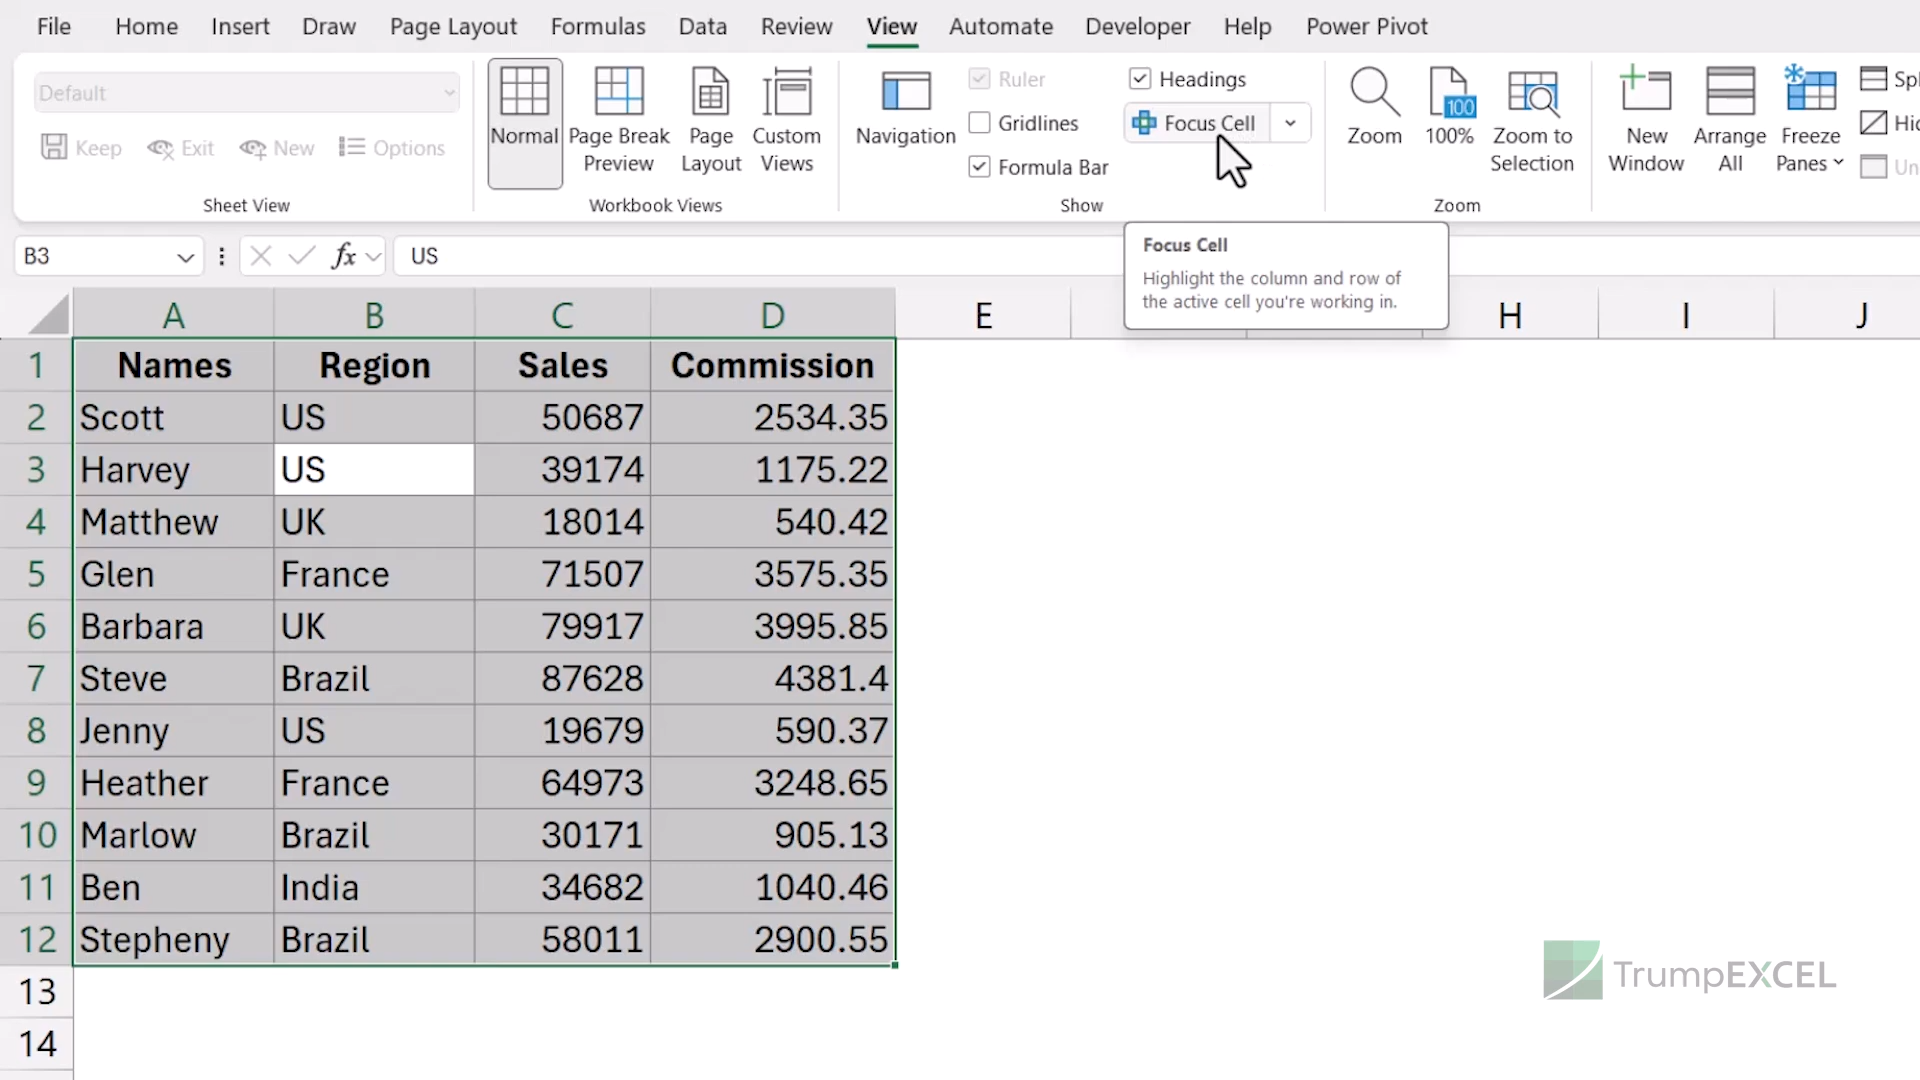 File Home Insert Draw Page Layout Formulas Data Review View Automate Developer Help Power Pivot
Default
Keep Exit New Options
Sheet View
Normal
Page Break
Preview
Page
Layout
Custom
Views
Workbook Views
Navigation
Ruler
Gridlines
Formula Bar
Headings
Focus Cell
Show
Zoom
100
100%
Zoom to
Selection
Zoom
New
Window
Arrange
All
Freeze
Panes
B3 fx US
Focus Cell
Highlight the column and row of
the active cell you're working in.
A B C D E H I J
1 Names Region Sales Commission
2 Scott US 50687 2534.35
3 Harvey US 39174 1175.22
4 Matthew UK 18014 540.42
5 Glen France 71507 3575.35
6 Barbara UK 79917 3995.85
7 Steve Brazil 87628 4381.4
8 Jenny US 19679 590.37
9 Heather France 64973 3248.65
10 Marlow Brazil 30171 905.13
11 Ben India 34682 1040.46
12 Stepheny Brazil 58011 2900.55
13
14
TrumpEXCEL